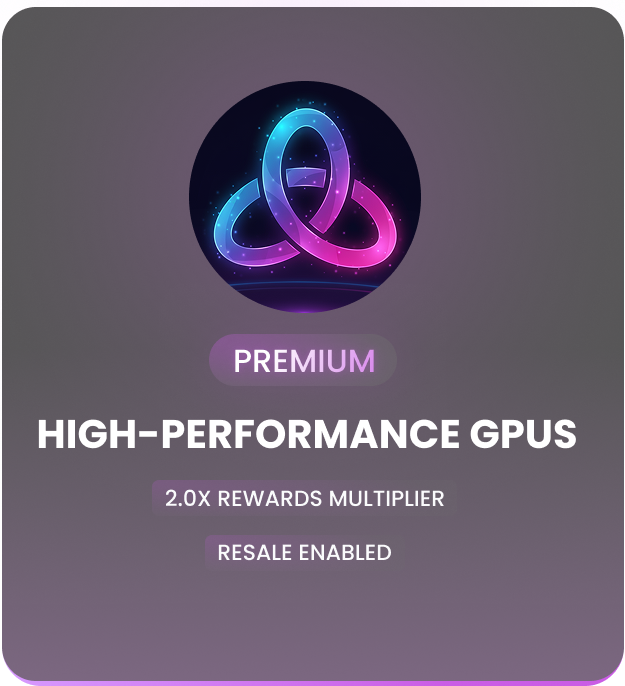 PREMIUM
HIGH-PERFORMANCE GPUS
2.0X REWARDS MULTIPLIER
RESALE ENABLED